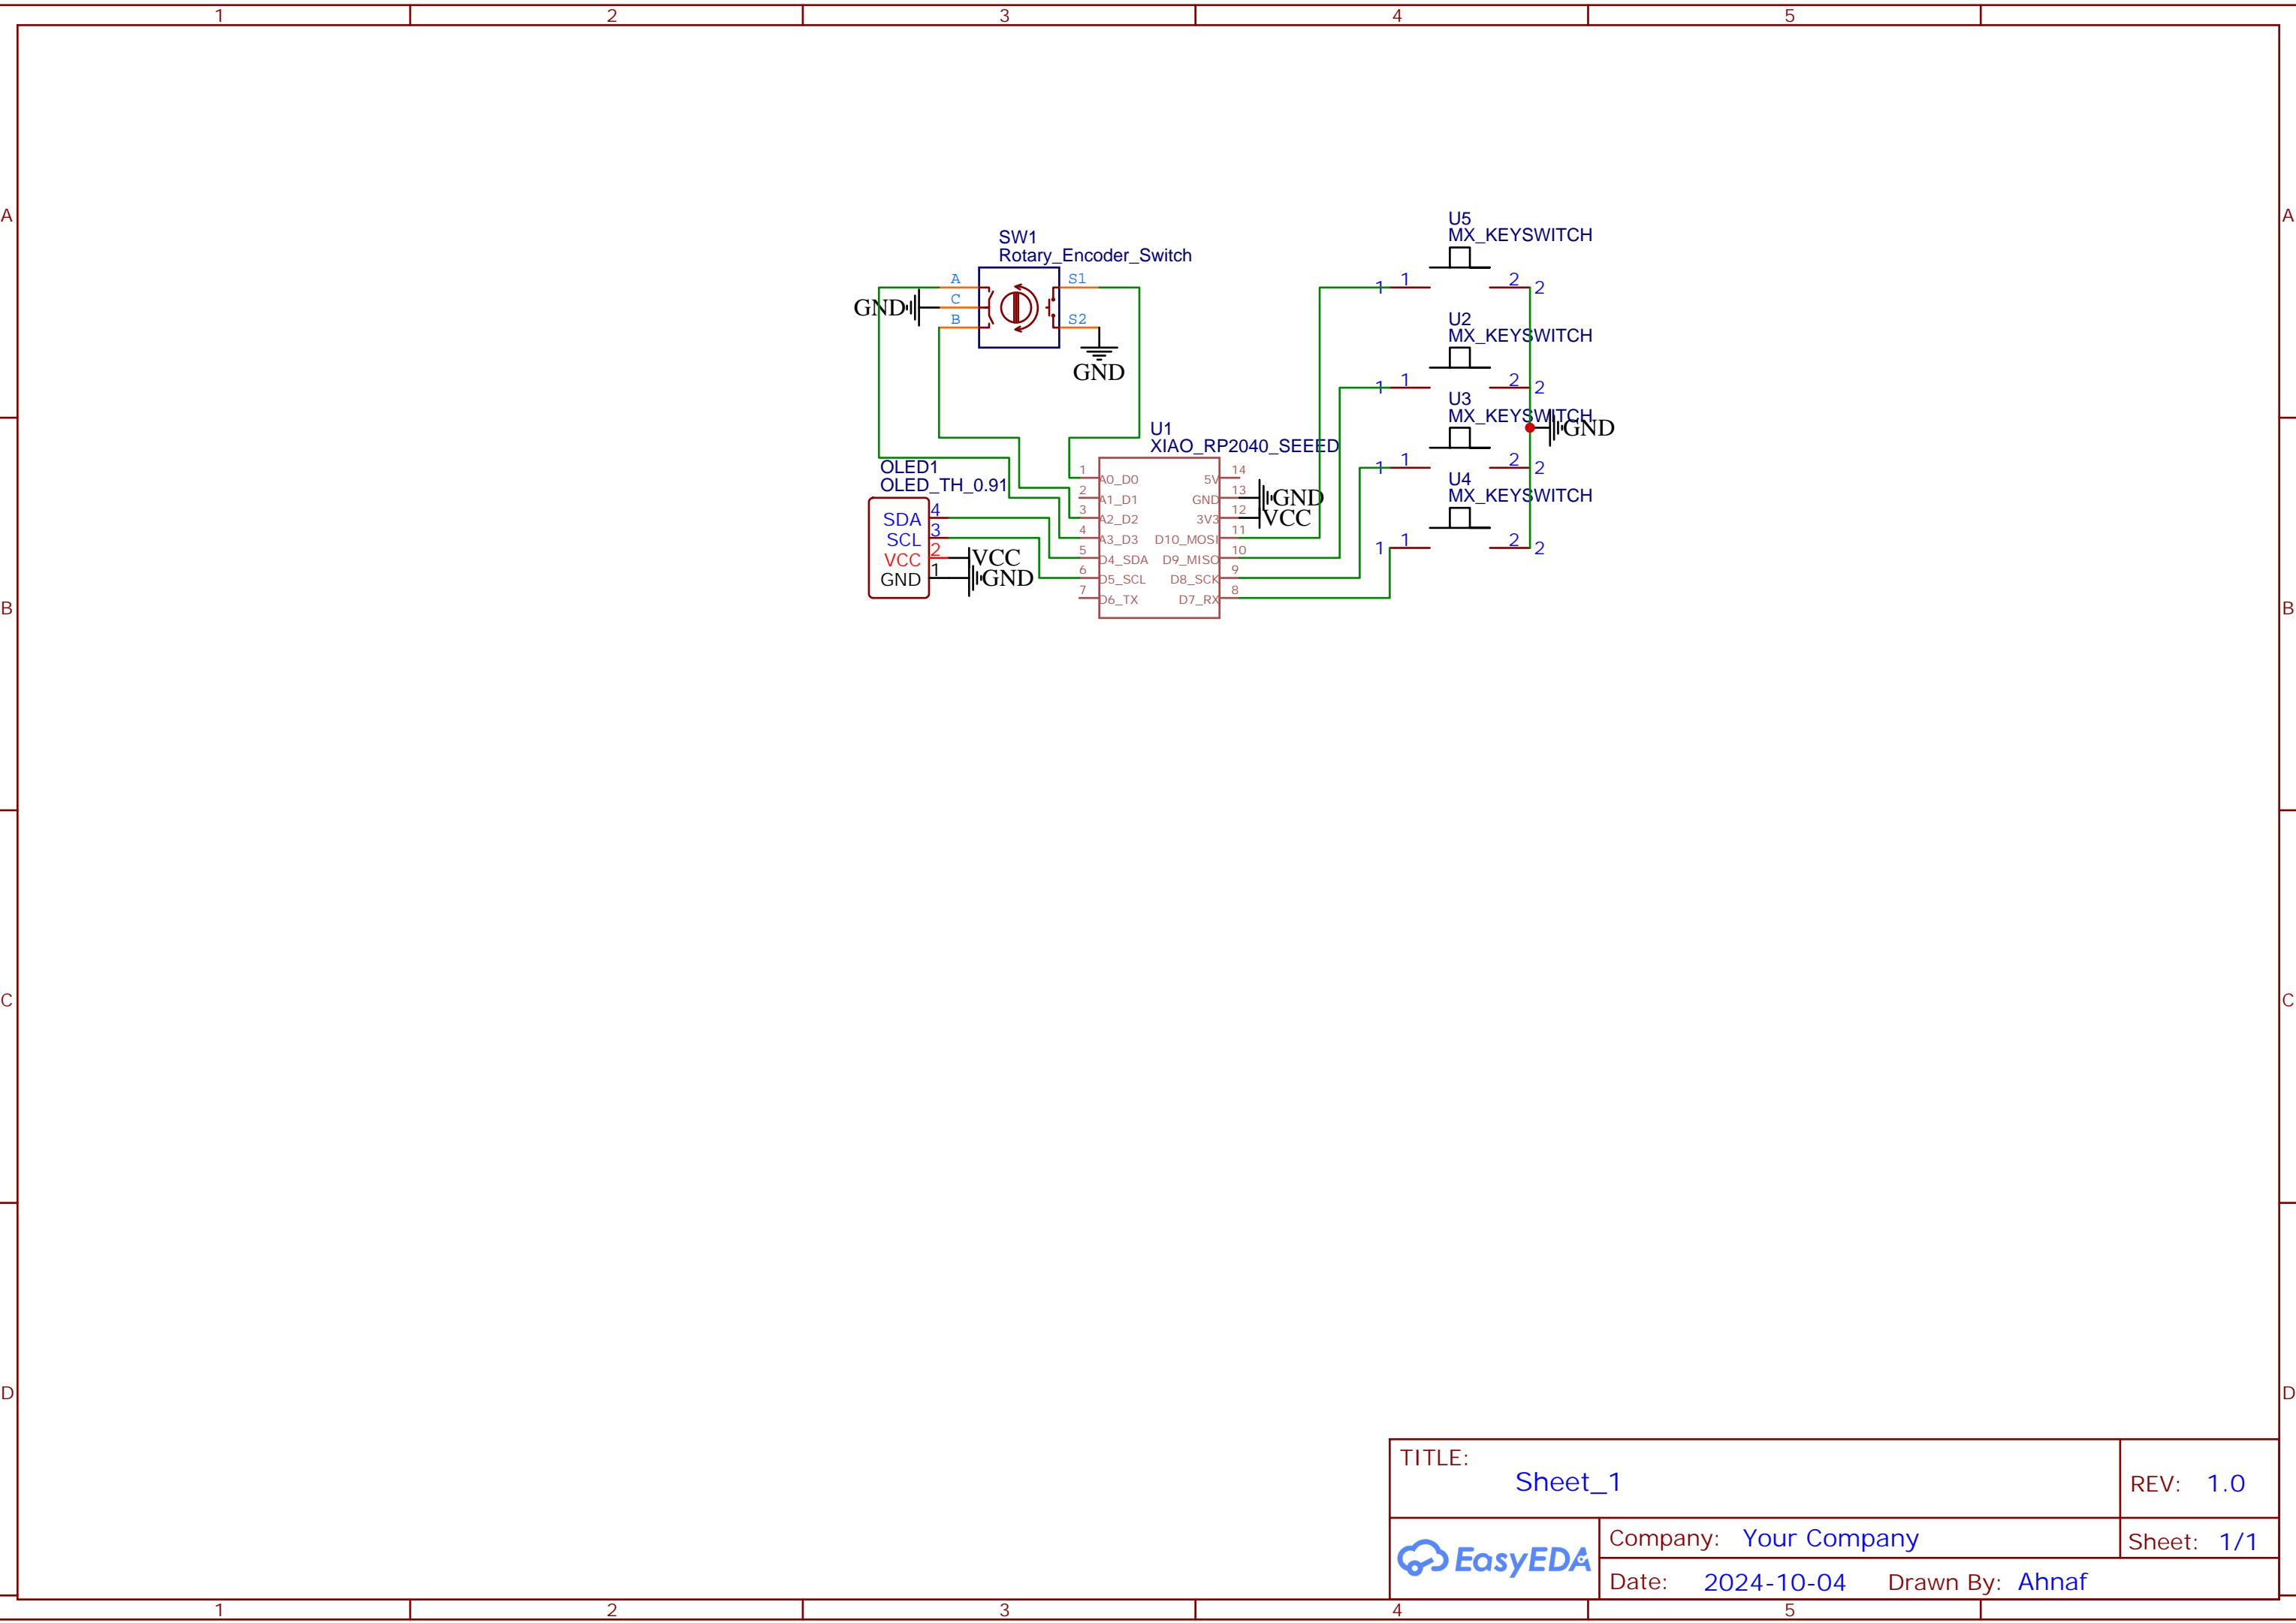 1 2 3 4 5
A A
B B
C C
D D
SW1
Rotary_Encoder_Switch
A
C
B
S1
S2
GND
GND
U5
MX_KEYSWITCH
1 1 2 2
U2
MX_KEYSWITCH
1 1 2 2
U3
MX_KEYSWITCH
1 1 2 2
GND
U4
MX_KEYSWITCH
1 1 2 2
U1
XIAO_RP2040_SEEED
1 A0_D0 5V 14
2 A1_D1 GND 13 GND
3 A2_D2 3V3 12 VCC
4 A3_D3 D10_MOSI 11
5 D4_SDA D9_MISO 10
6 D5_SCL D8_SCK 9
7 D6_TX D7_RX 8
OLED1
OLED_TH_0.91
SDA 4
SCL 3
VCC 2 VCC
GND 1 GND
TITLE:
Sheet_1
REV: 1.0
EasyEDA
Company: Your Company
Sheet: 1/1
Date: 2024-10-04 Drawn By: Ahnaf
1 2 3 4 5